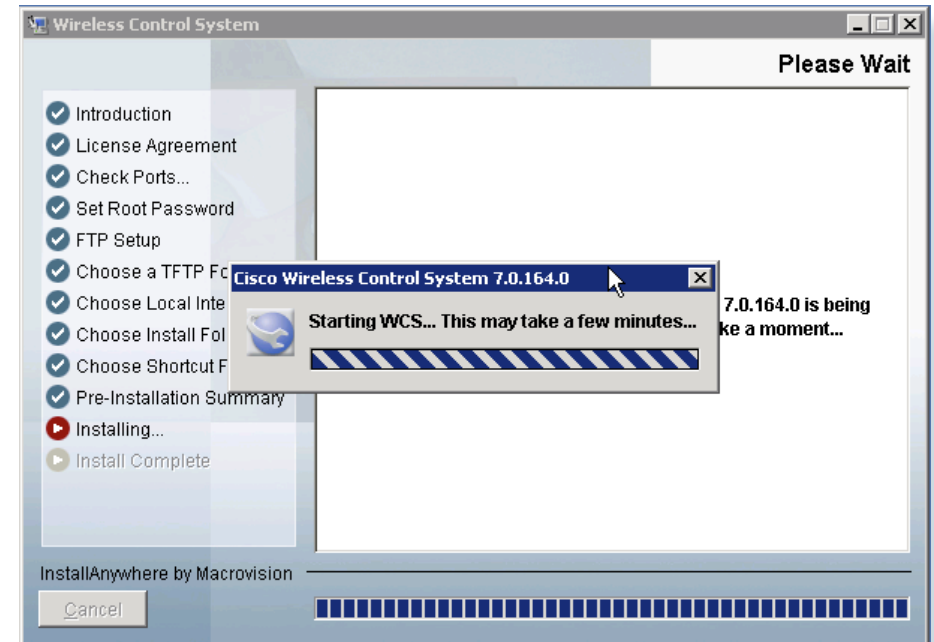 Wireless Control System
Please Wait
Introduction
License Agreement
Check Ports...
Set Root Password
FTP Setup
Choose a TFTP Fo
Choose Local Inte
Choose Install Fol
Choose Shortcut F
Pre-Installation Summary
Installing...
Install Complete
Cisco Wireless Control System 7.0.164.0
Starting WCS... This may take a few minutes...
7.0.164.0 is being
ke a moment...
InstallAnywhere by Macrovision
Cancel